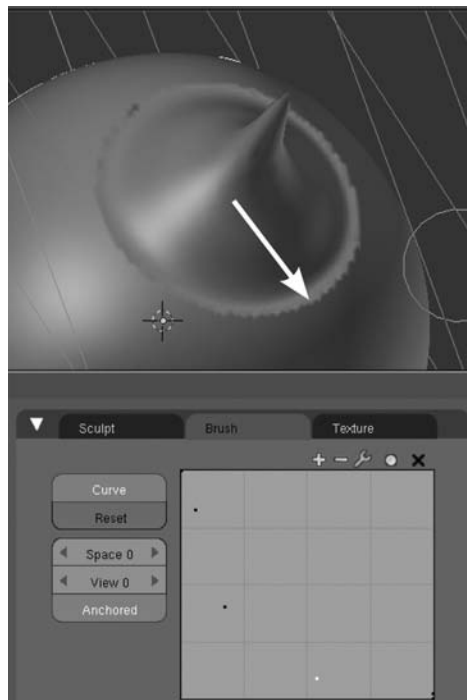 Sculpt Brush Texture
Curve
Reset
Space 0
View 0
Anchored